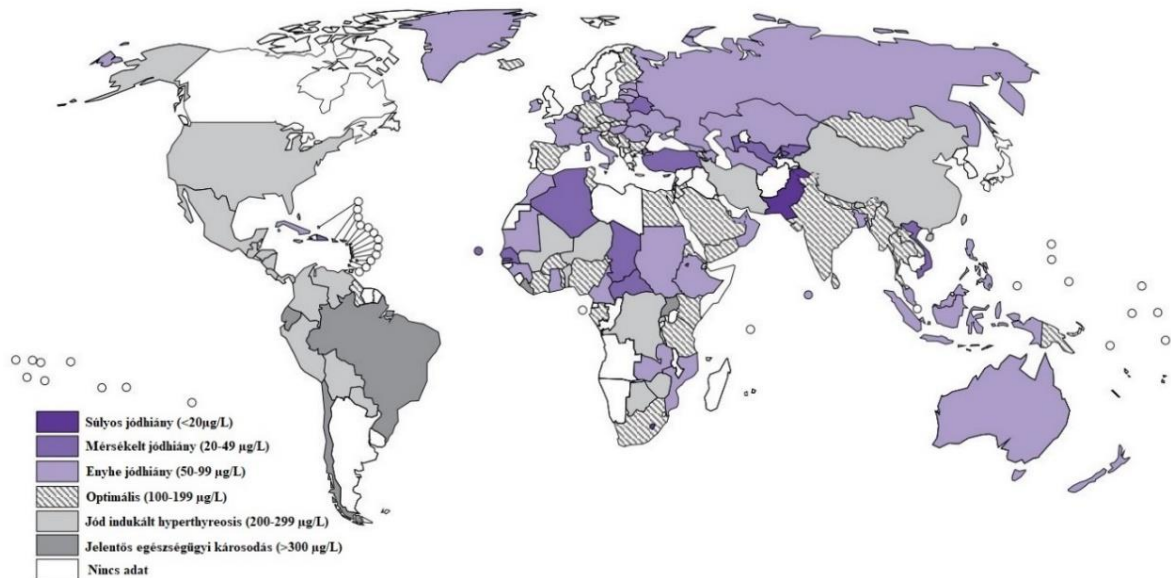 Súlyos jódhiány (<20µg/L)
Mérsékelt jódhiány (20-49 µg/L)
Enyhe jódhiány (50-99 µg/L)
Optimális (100-199 µg/L)
Jód indukált hyperthyreosis (200-299 µg/L)
Jelentős egészségügyi károsodás (>300 µg/L)
Nincs adat